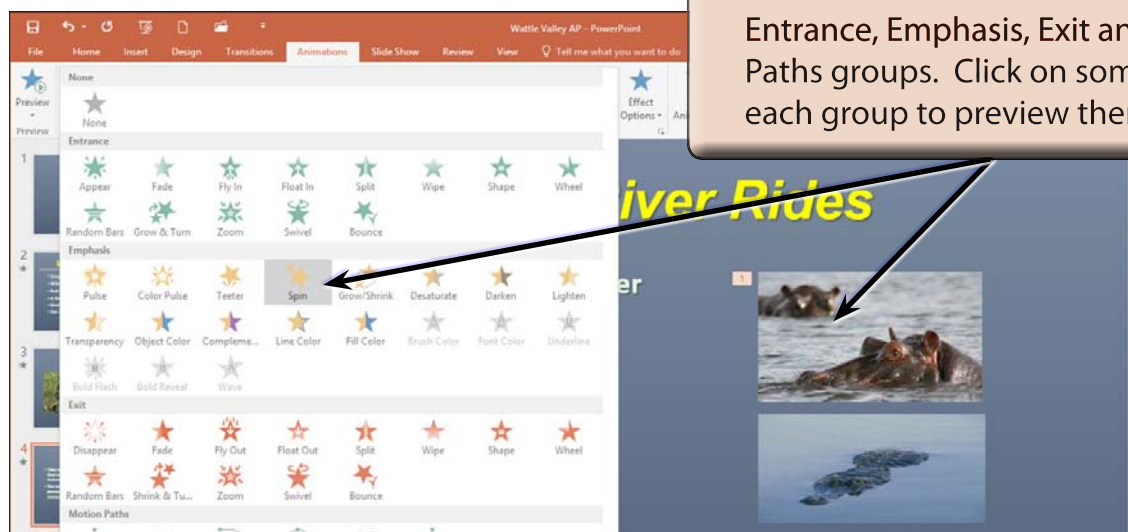 Wattle Valley AP - PowerPoint
File Home Insert Design Transitions Animations Slide Show Review View Tell me what you want to do
Entrance, Emphasis, Exit an
Paths groups. Click on som
each group to preview the
Preview
Preview
None
None
Effect
Options
An
Entrance
Appear Fade Fly In Float In Split Wipe Shape Wheel
Random Bars Grow & Turn Zoom Swivel Bounce
Emphasis
Pulse Color Pulse Teeter Spin Grow/Shrink Desaturate Darken Lighten
Transparency Object Color Compleme... Line Color Fill Color Brush Color Font Color Underline
Bold Flash Bold Reveal Wave
Exit
Disappear Fade Fly Out Float Out Split Wipe Shape Wheel
Random Bars Shrink & Tu... Zoom Swivel Bounce
Motion Paths
1
2
3
4
iver Rides
er
1